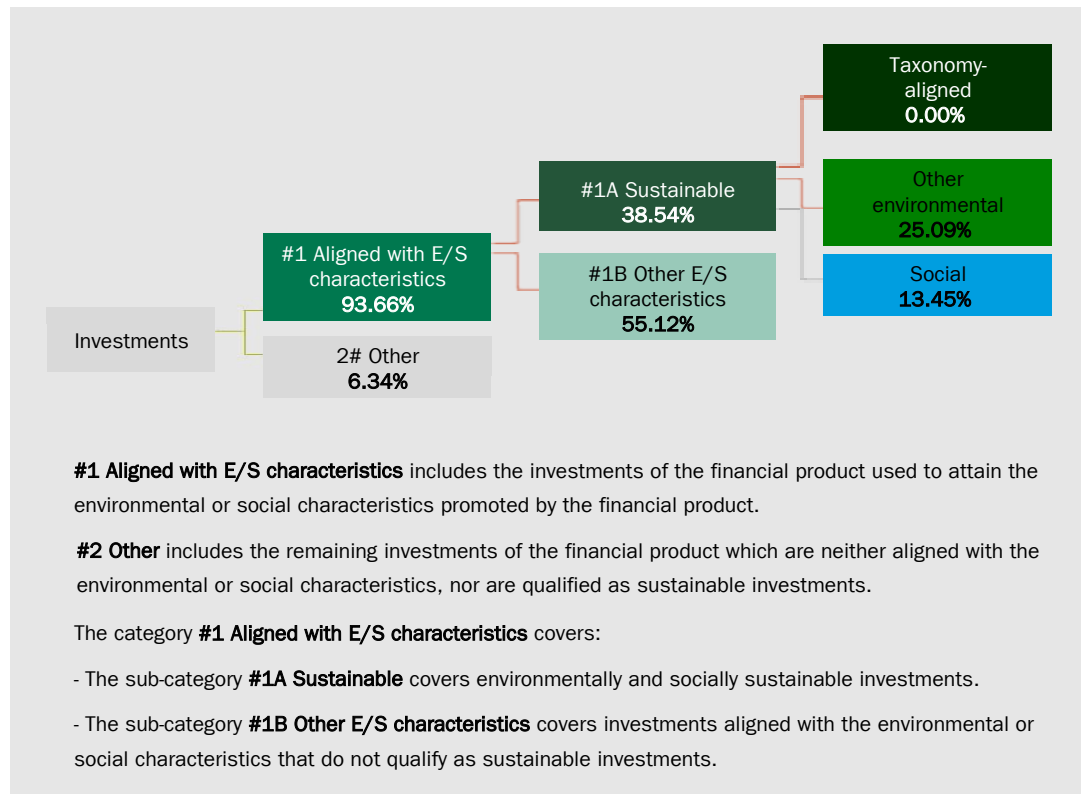 Taxonomy-
aligned
0.00%
#1A Sustainable
38.54%
Other
environmental
25.09%
#1 Aligned with E/S
characteristics
93.66%
#1B Other E/S
characteristics
55.12%
Social
13.45%
Investments
2# Other
6.34%
#1 Aligned with E/S characteristics includes the investments of the financial product used to attain the
environmental or social characteristics promoted by the financial product.
#2 Other includes the remaining investments of the financial product which are neither aligned with the
environmental or social characteristics, nor are qualified as sustainable investments.
The category #1 Aligned with E/S characteristics covers:
- The sub-category #1A Sustainable covers environmentally and socially sustainable investments.
- The sub-category #1B Other E/S characteristics covers investments aligned with the environmental or
social characteristics that do not qualify as sustainable investments.